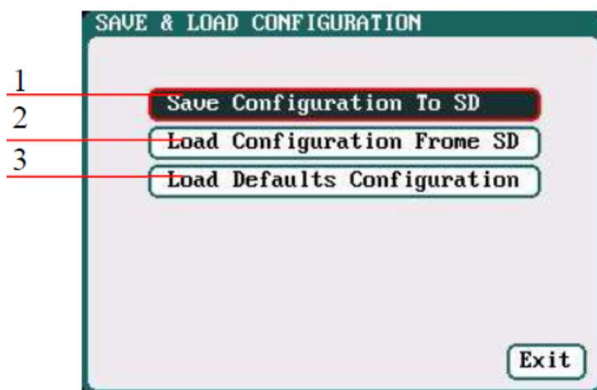 SAVE & LOAD CONFIGURATION
1
Save Configuration To SD
2
Load Configuration Frome SD
3
Load Defaults Configuration
Exit